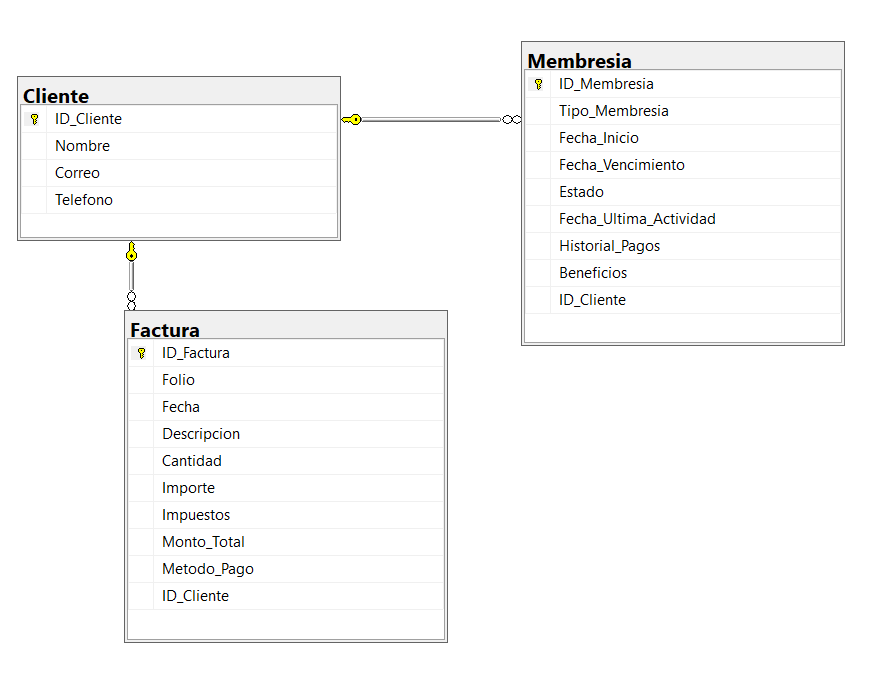 Cliente
ID_Cliente
Nombre
Correo
Telefono
Membresia
ID_Membresia
Tipo_Membresia
Fecha_Inicio
Fecha_Vencimiento
Estado
Fecha_Ultima_Actividad
Historial_Pagos
Beneficios
ID_Cliente
Factura
ID_Factura
Folio
Fecha
Descripcion
Cantidad
Importe
Impuestos
Monto_Total
Metodo_Pago
ID_Cliente